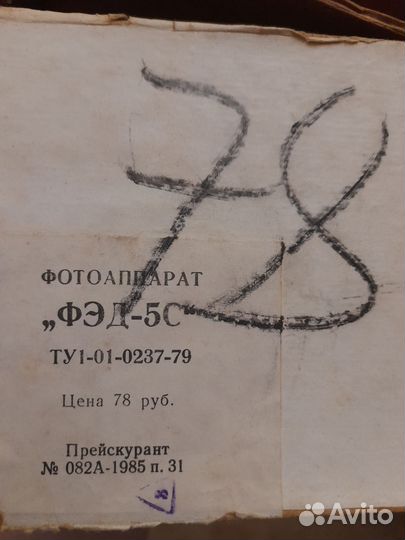 78
ФОТОАППАРАТ
„ФЭД-5С"
ТУ1-01-0237-79
Цена 78 руб.
Прейскурант
№ 082А-1985 п. 31
Avito